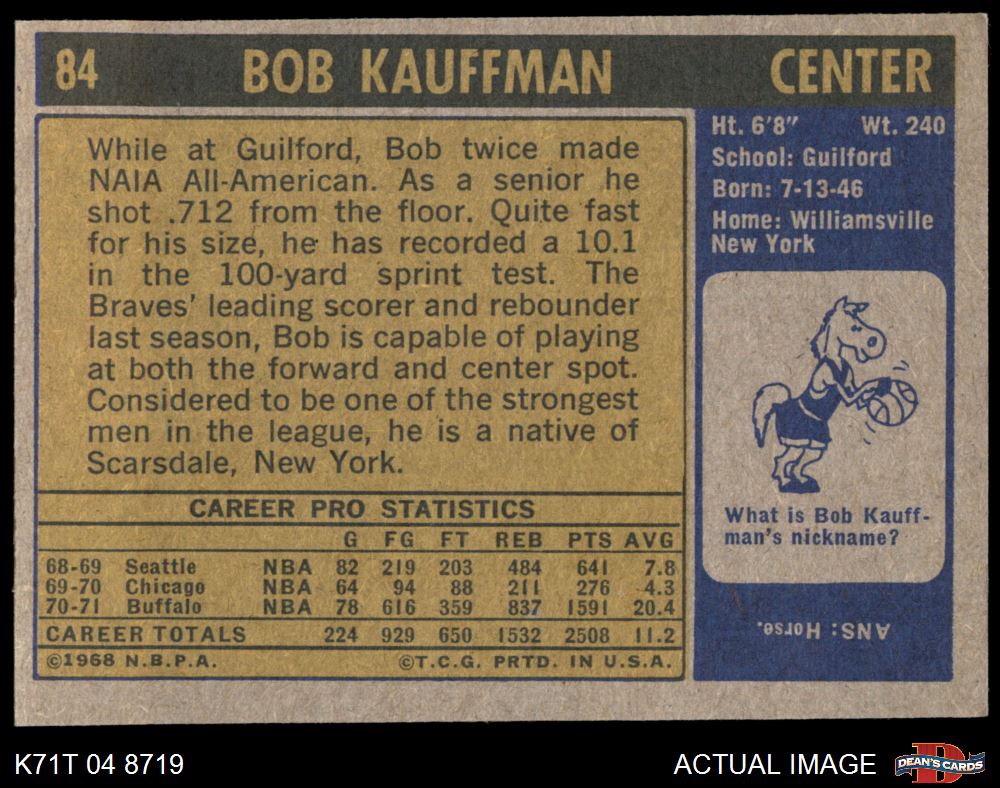 84 BOB KAUFFMAN CENTER
While at Guilford, Bob twice made
NAIA All-American. As a senior he
shot .712 from the floor. Quite fast
for his size, he has recorded a 10.1
in the 100-yard sprint test. The
Braves' leading scorer and rebounder
last season, Bob is capable of playing
at both the forward and center spot.
Considered to be one of the strongest
men in the league, he is a native of
Scarsdale, New York.
Ht. 6'8" Wt. 240
School: Guilford
Born: 7-13-46
Home: Williamsville
New York
What is Bob Kauff-
man's nickname?
ANS: Horse.
CAREER PRO STATISTICS
G FG FT REB PTS AVG
68-69 Seattle NBA 82 219 203 484 641 7.8
69-70 Chicago NBA 64 94 88 211 276 4.3
70-71 Buffalo NBA 78 616 359 837 1591 20.4
CAREER TOTALS 224 929 650 1532 2508 11.2
©1968 N.B.P.A. ©T.C.G. PRTD. IN U.S.A.
K71T 04 8719 ACTUAL IMAGE
D
DEAN'S CARDS